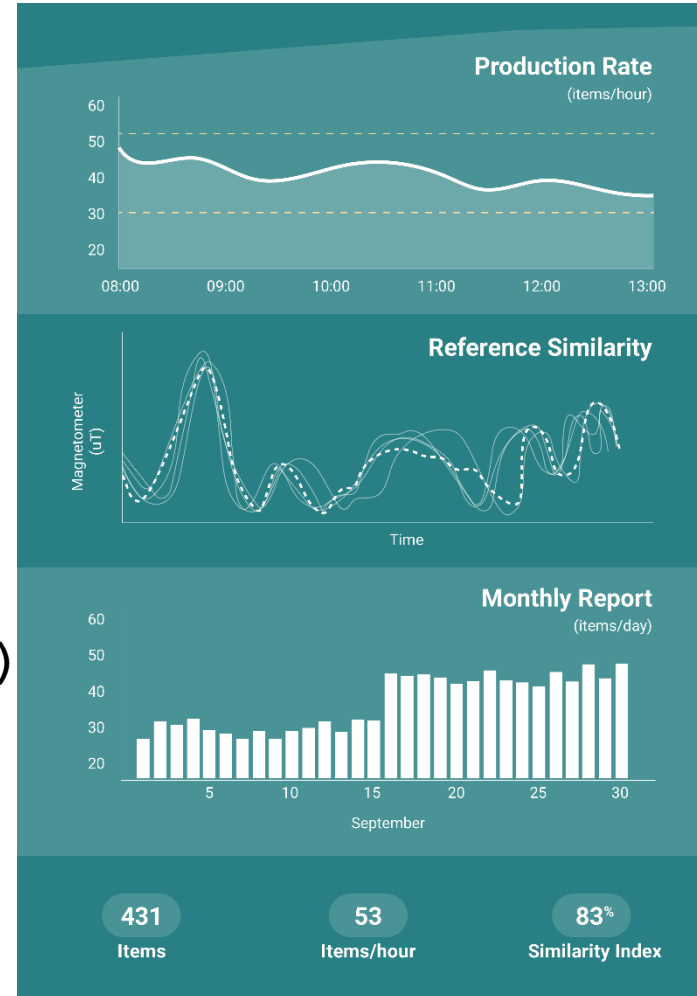 Production Rate
(items/hour)
60
50
40
30
20
08:00 09:00 10:00 11:00 12:00 13:00
Reference Similarity
Magnetometer
(uT)
Time
Monthly Report
(items/day)
60
50
40
30
20
)
5 10 15 20 25 30
September
431 53 83%
Items Items/hour Similarity Index